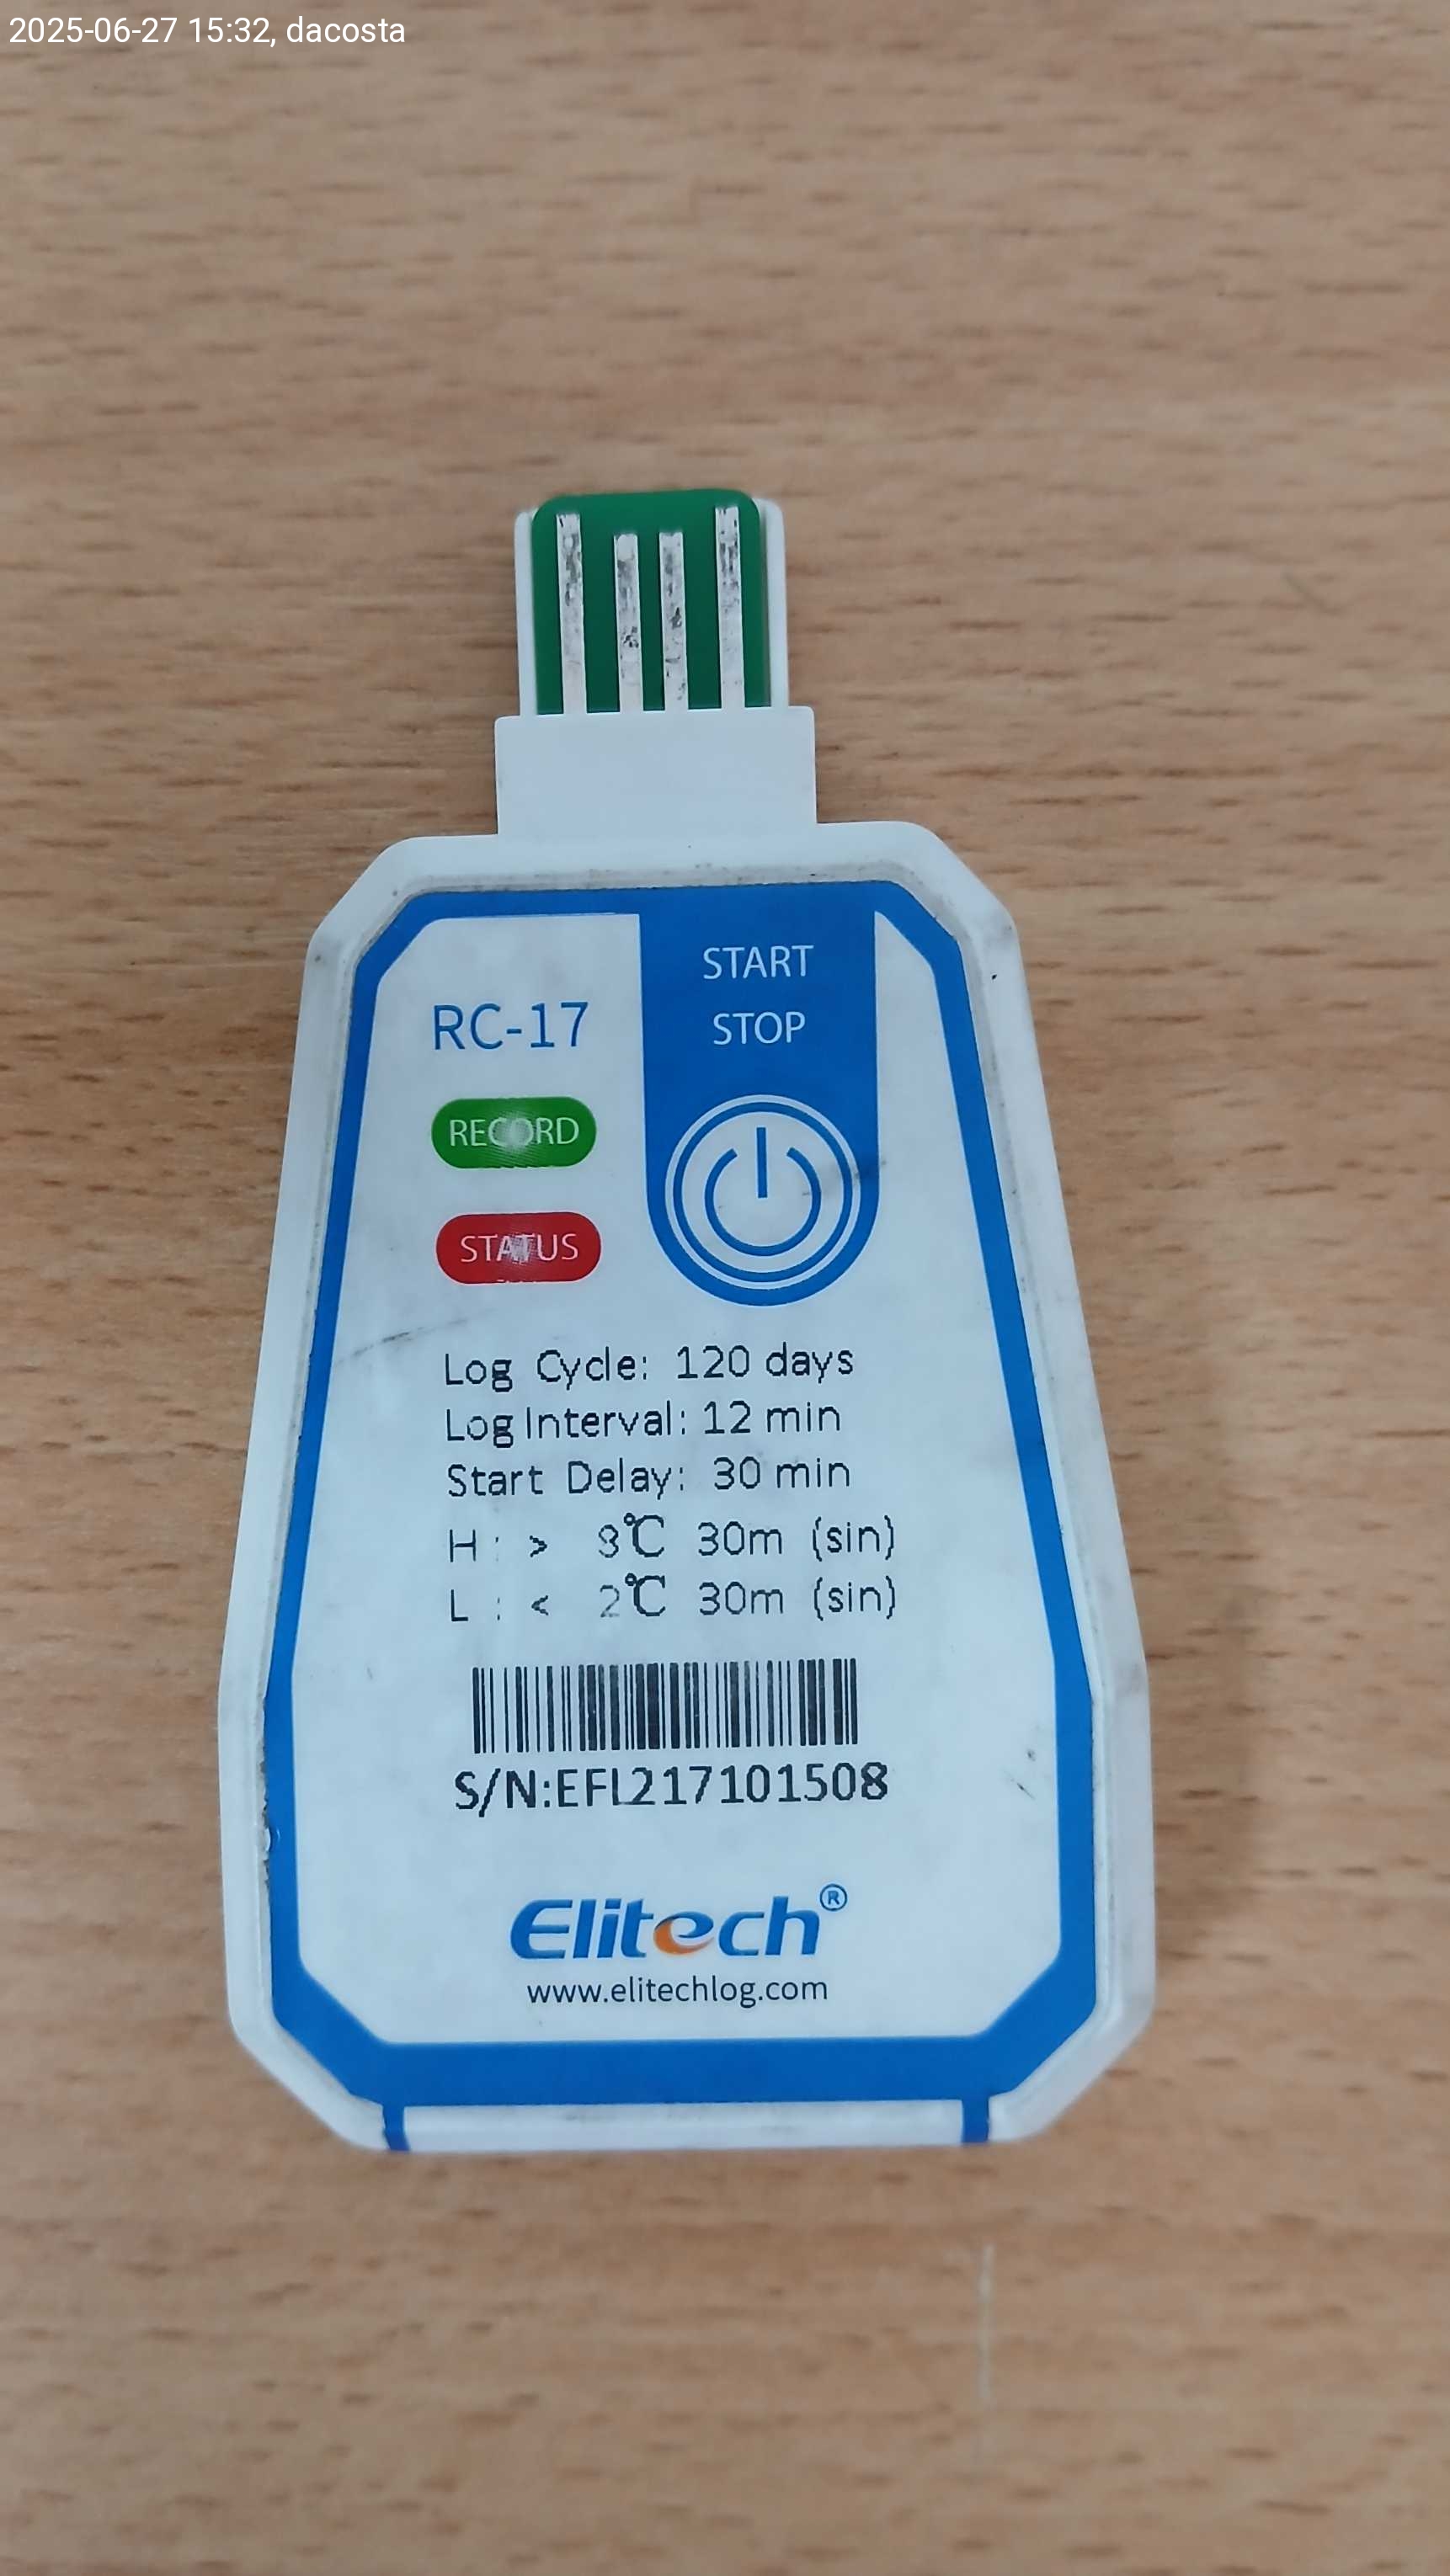 2025-06-27 15:32, dacosta
START
STOP
RC-17
RECORD
STATUS
Log Cycle: 120 days
Log Interval: 12 min
Start Delay: 30 min
H : > 8℃ 30m (sin)
L : < 2℃ 30m (sin)
S/N:EFL217101508
Elitech®
www.elitechlog.com